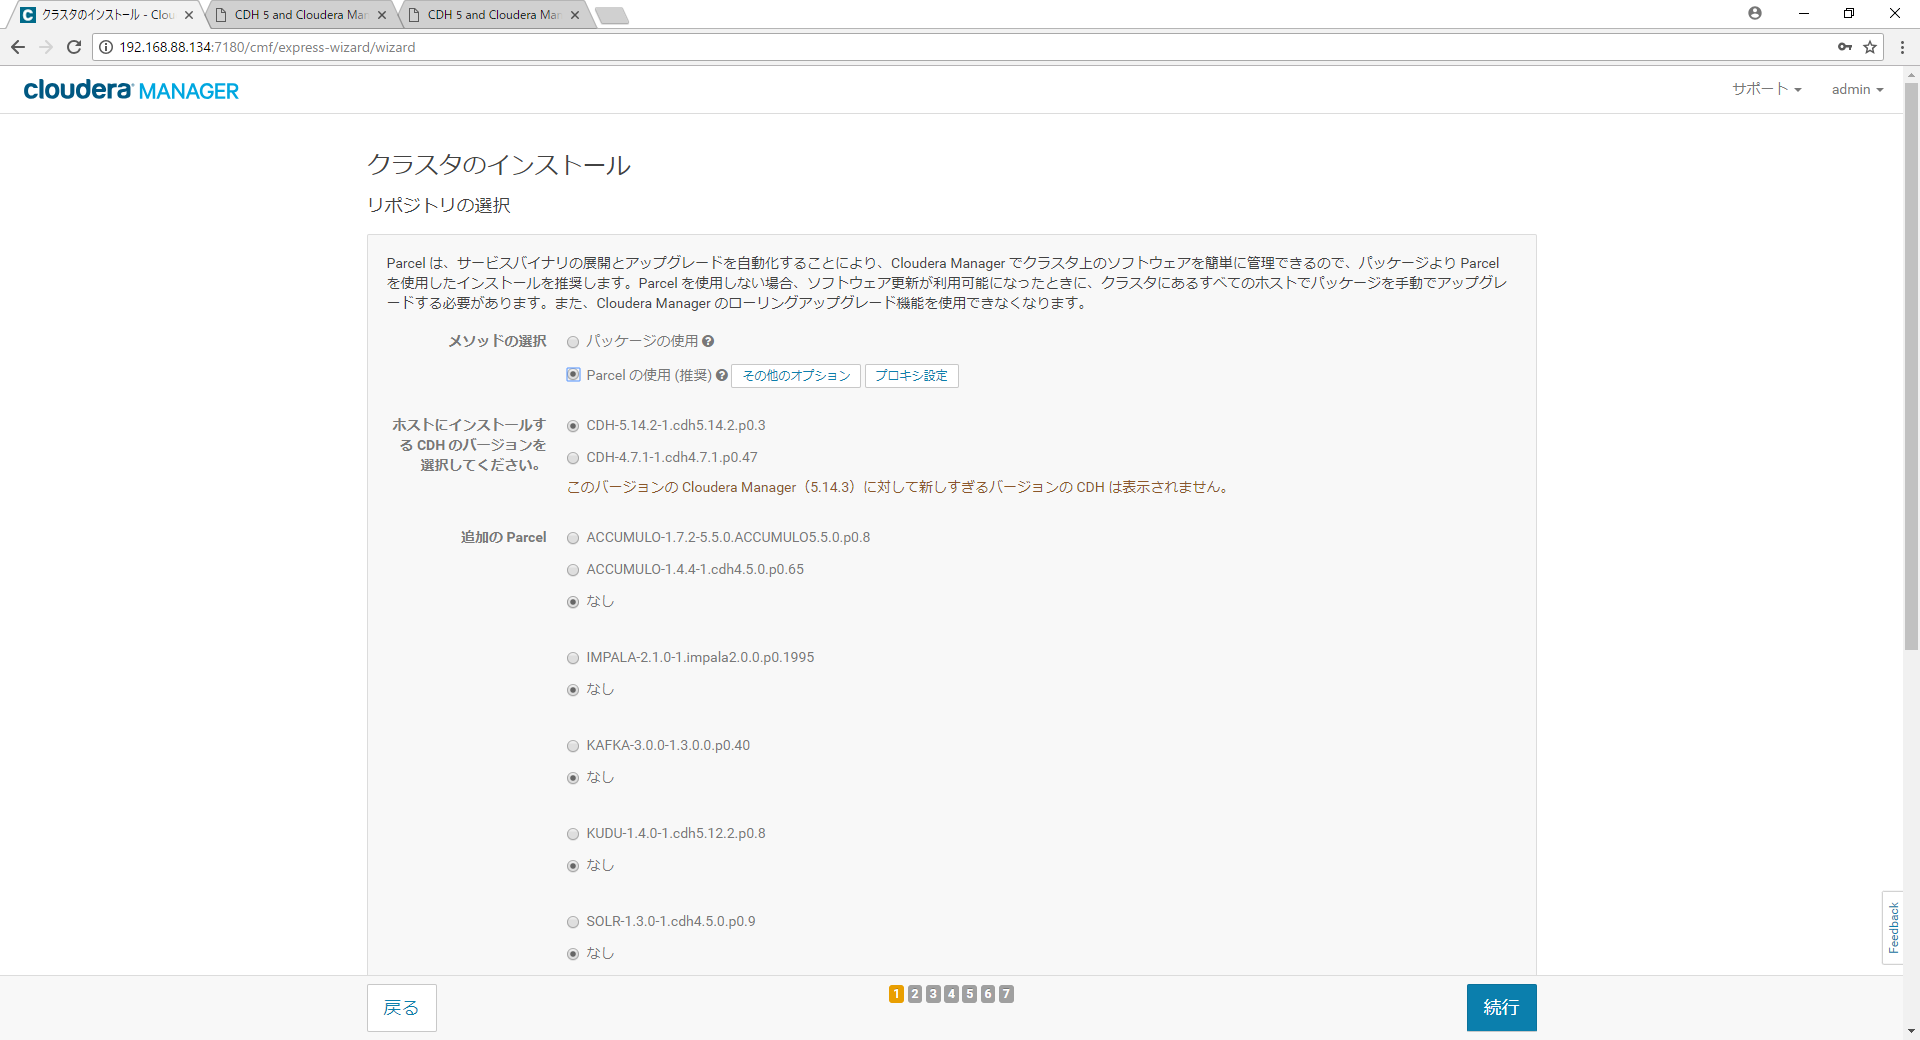 クラスタのインストール - Clou
CDH 5 and Cloudera Man
CDH 5 and Cloudera Man
192.168.88.134:7180/cmf/express-wizard/wizard
cloudera MANAGER
サポート
admin
クラスタのインストール
リポジトリの選択
Parcel は、サービスバイナリの展開とアップグレードを自動化することにより、Cloudera Manager でクラスタ上のソフトウェアを簡単に管理できるので、パッケージより Parcel
を使用したインストールを推奨します。Parcel を使用しない場合、ソフトウェア更新が利用可能になったときに、クラスタにあるすべてのホストでパッケージを手動でアップグレ
ードする必要があります。また、Cloudera Manager のローリングアップグレード機能を使用できなくなります。
メソッドの選択
パッケージの使用
Parcel の使用 (推奨)
その他のオプション
プロキシ設定
ホストにインストールす
る CDH のバージョンを
選択してください。
CDH-5.14.2-1.cdh5.14.2.p0.3
CDH-4.7.1-1.cdh4.7.1.p0.47
このバージョンの Cloudera Manager（5.14.3）に対して新しすぎるバージョンの CDH は表示されません。
追加の Parcel
ACCUMULO-1.7.2-5.5.0.ACCUMULO5.5.0.p0.8
ACCUMULO-1.4.4-1.cdh4.5.0.p0.65
なし
IMPALA-2.1.0-1.impala2.0.0.p0.1995
なし
KAFKA-3.0.0-1.3.0.0.p0.40
なし
KUDU-1.4.0-1.cdh5.12.2.p0.8
なし
SOLR-1.3.0-1.cdh4.5.0.p0.9
なし
Feedback
戻る
1 2 3 4 5 6 7
続行